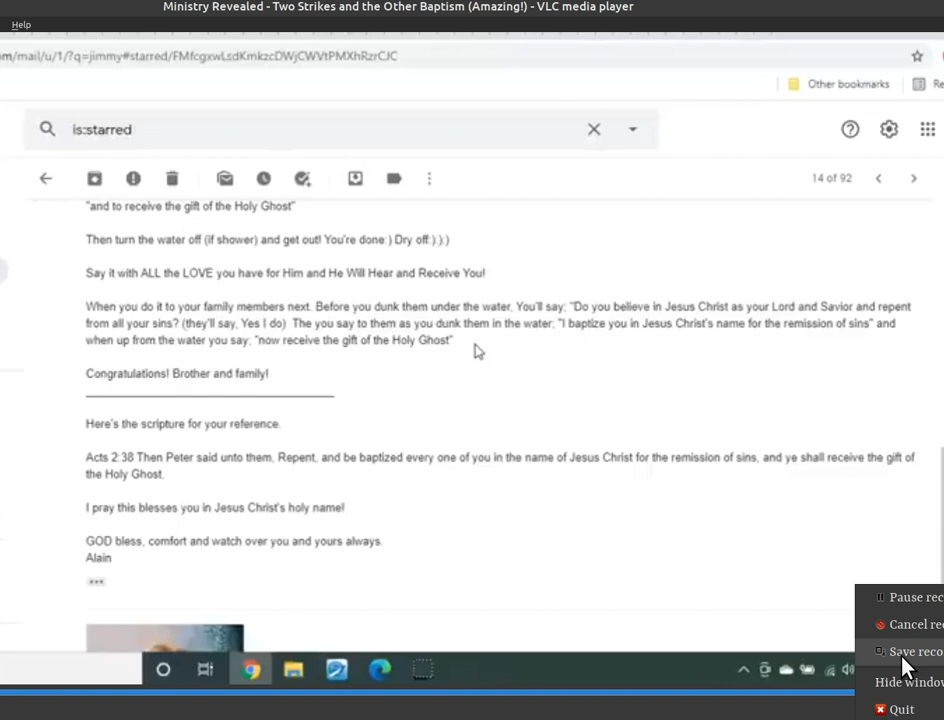 Ministry Revealed - Two Strikes and the Other Baptism (Amazing!) - VLC media player
Help
om/mail/u/1/?q=jimmy#starred/FMfcgxwLsdKmkzcDWjCWVtPMXhRzrCJC
Other bookmarks
Re
is:starred
14 of 92
"and to receive the gift of the Holy Ghost"
Then turn the water off (if shower) and get out! You're done:) Dry off:):):)
Say it with ALL the LOVE you have for Him and He Will Hear and Receive You!
When you do it to your family members next. Before you dunk them under the water, You'll say; "Do you believe in Jesus Christ as your Lord and Savior and repent
from all your sins? (they'll say, Yes I do) The you say to them as you dunk them in the water; "I baptize you in Jesus Christ's name for the remission of sins" and
when up from the water you say; "now receive the gift of the Holy Ghost"
Congratulations! Brother and family!
Here's the scripture for your reference.
Acts 2:38 Then Peter said unto them, Repent, and be baptized every one of you in the name of Jesus Christ for the remission of sins, and ye shall receive the gift of
the Holy Ghost.
I pray this blesses you in Jesus Christ's holy name!
GOD bless, comfort and watch over you and yours always.
Alain
Pause rec
Cancel rec
Save reco
Hide window
Quit